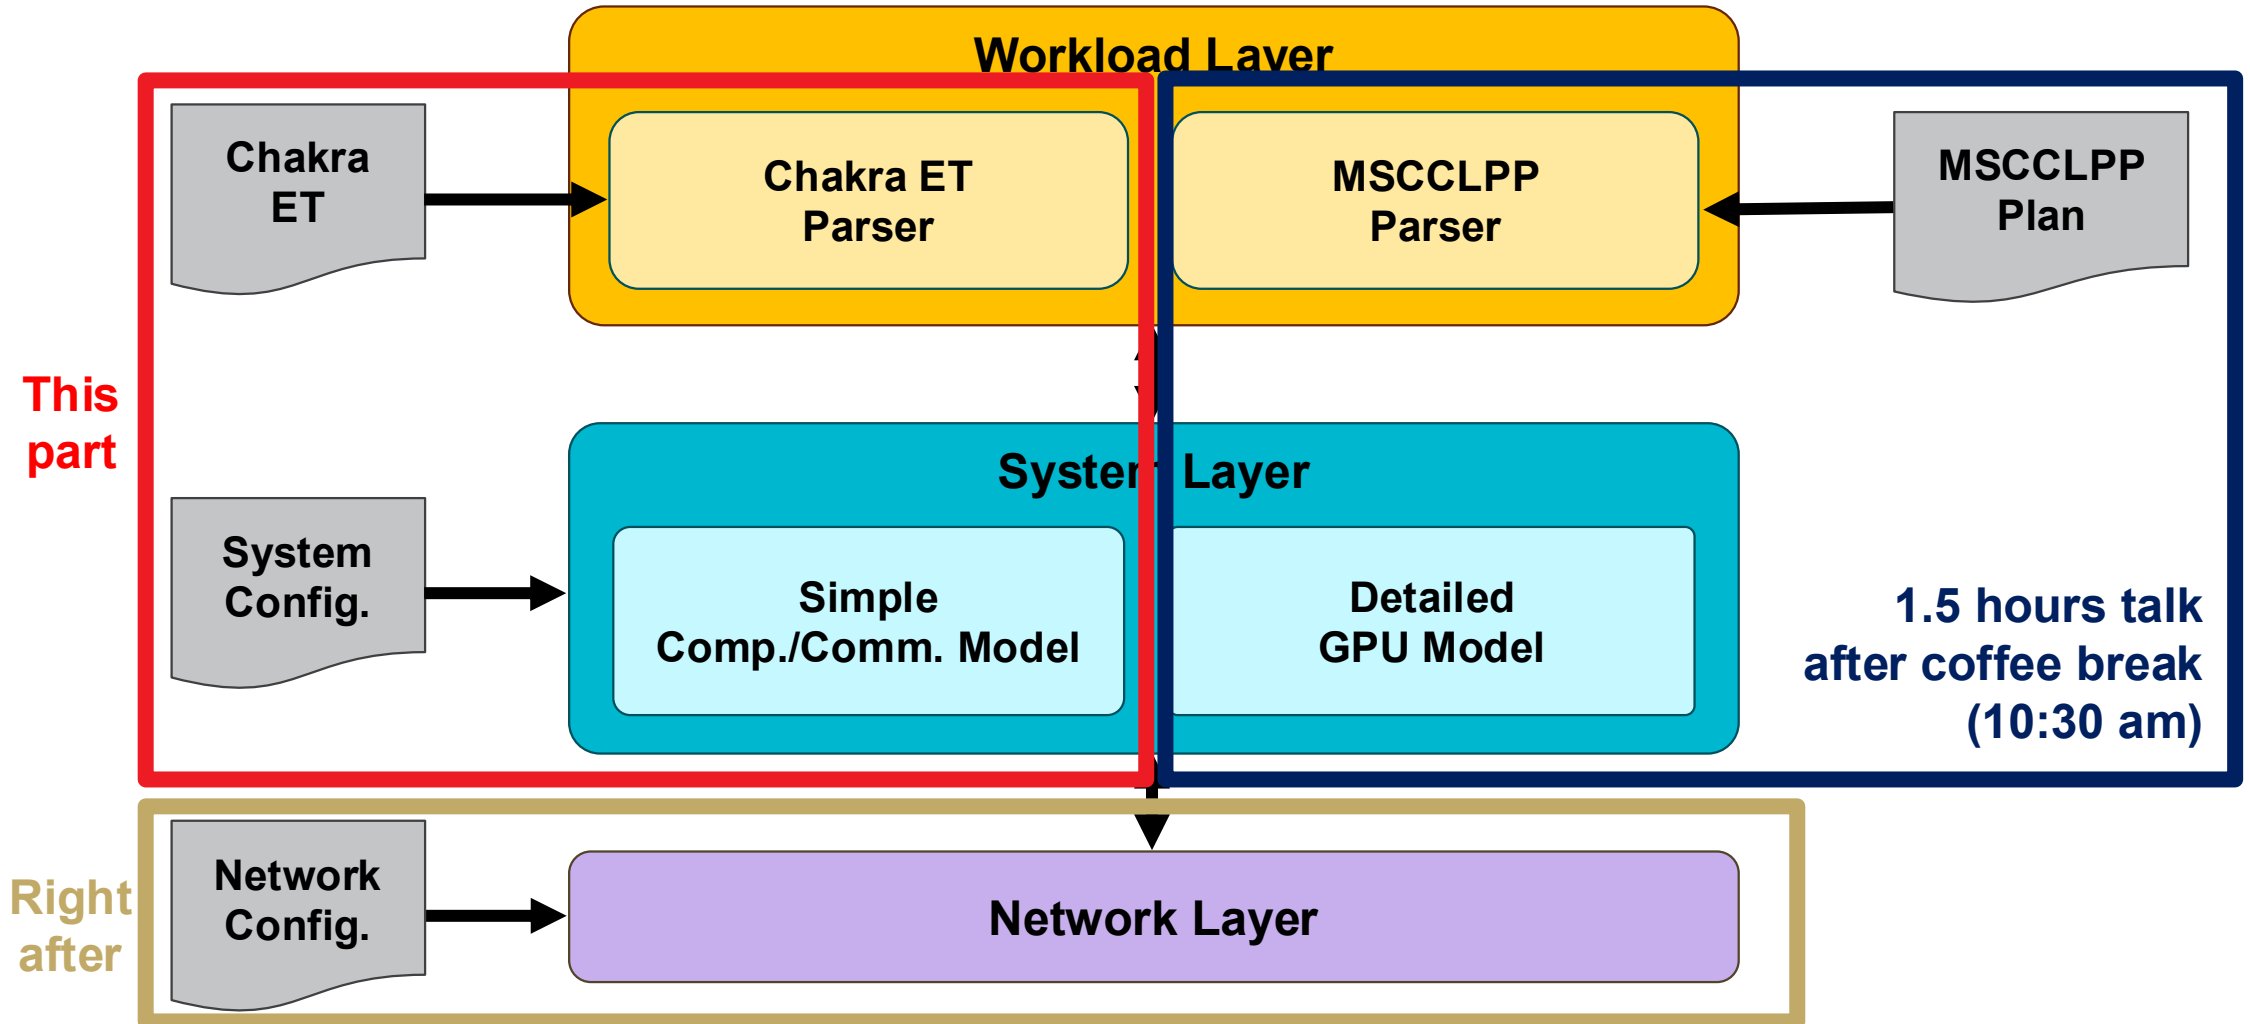 Workload Layer
Chakra
ET
Chakra ET
Parser
MSCCLPP
Parser
MSCCLPP
Plan
This
part
System Layer
System
Config.
Simple
Comp./Comm. Model
Detailed
GPU Model
1.5 hours talk
after coffee break
(10:30 am)
Right
after
Network
Config.
Network Layer